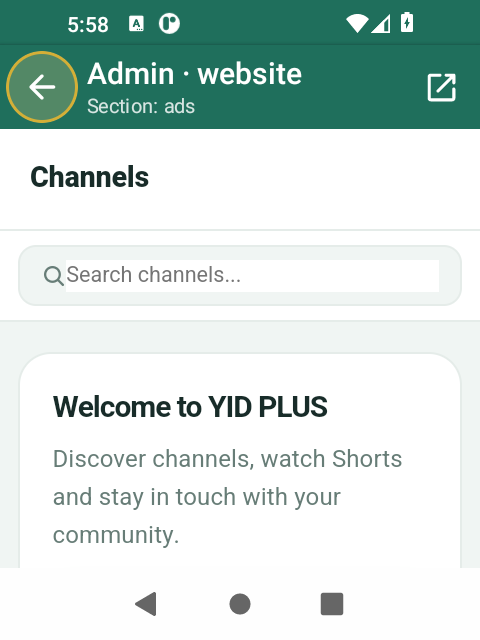 5:58
A
Admin · website
Section: ads
Channels
Search channels...
Welcome to YID PLUS
Discover channels, watch Shorts
and stay in touch with your
community.